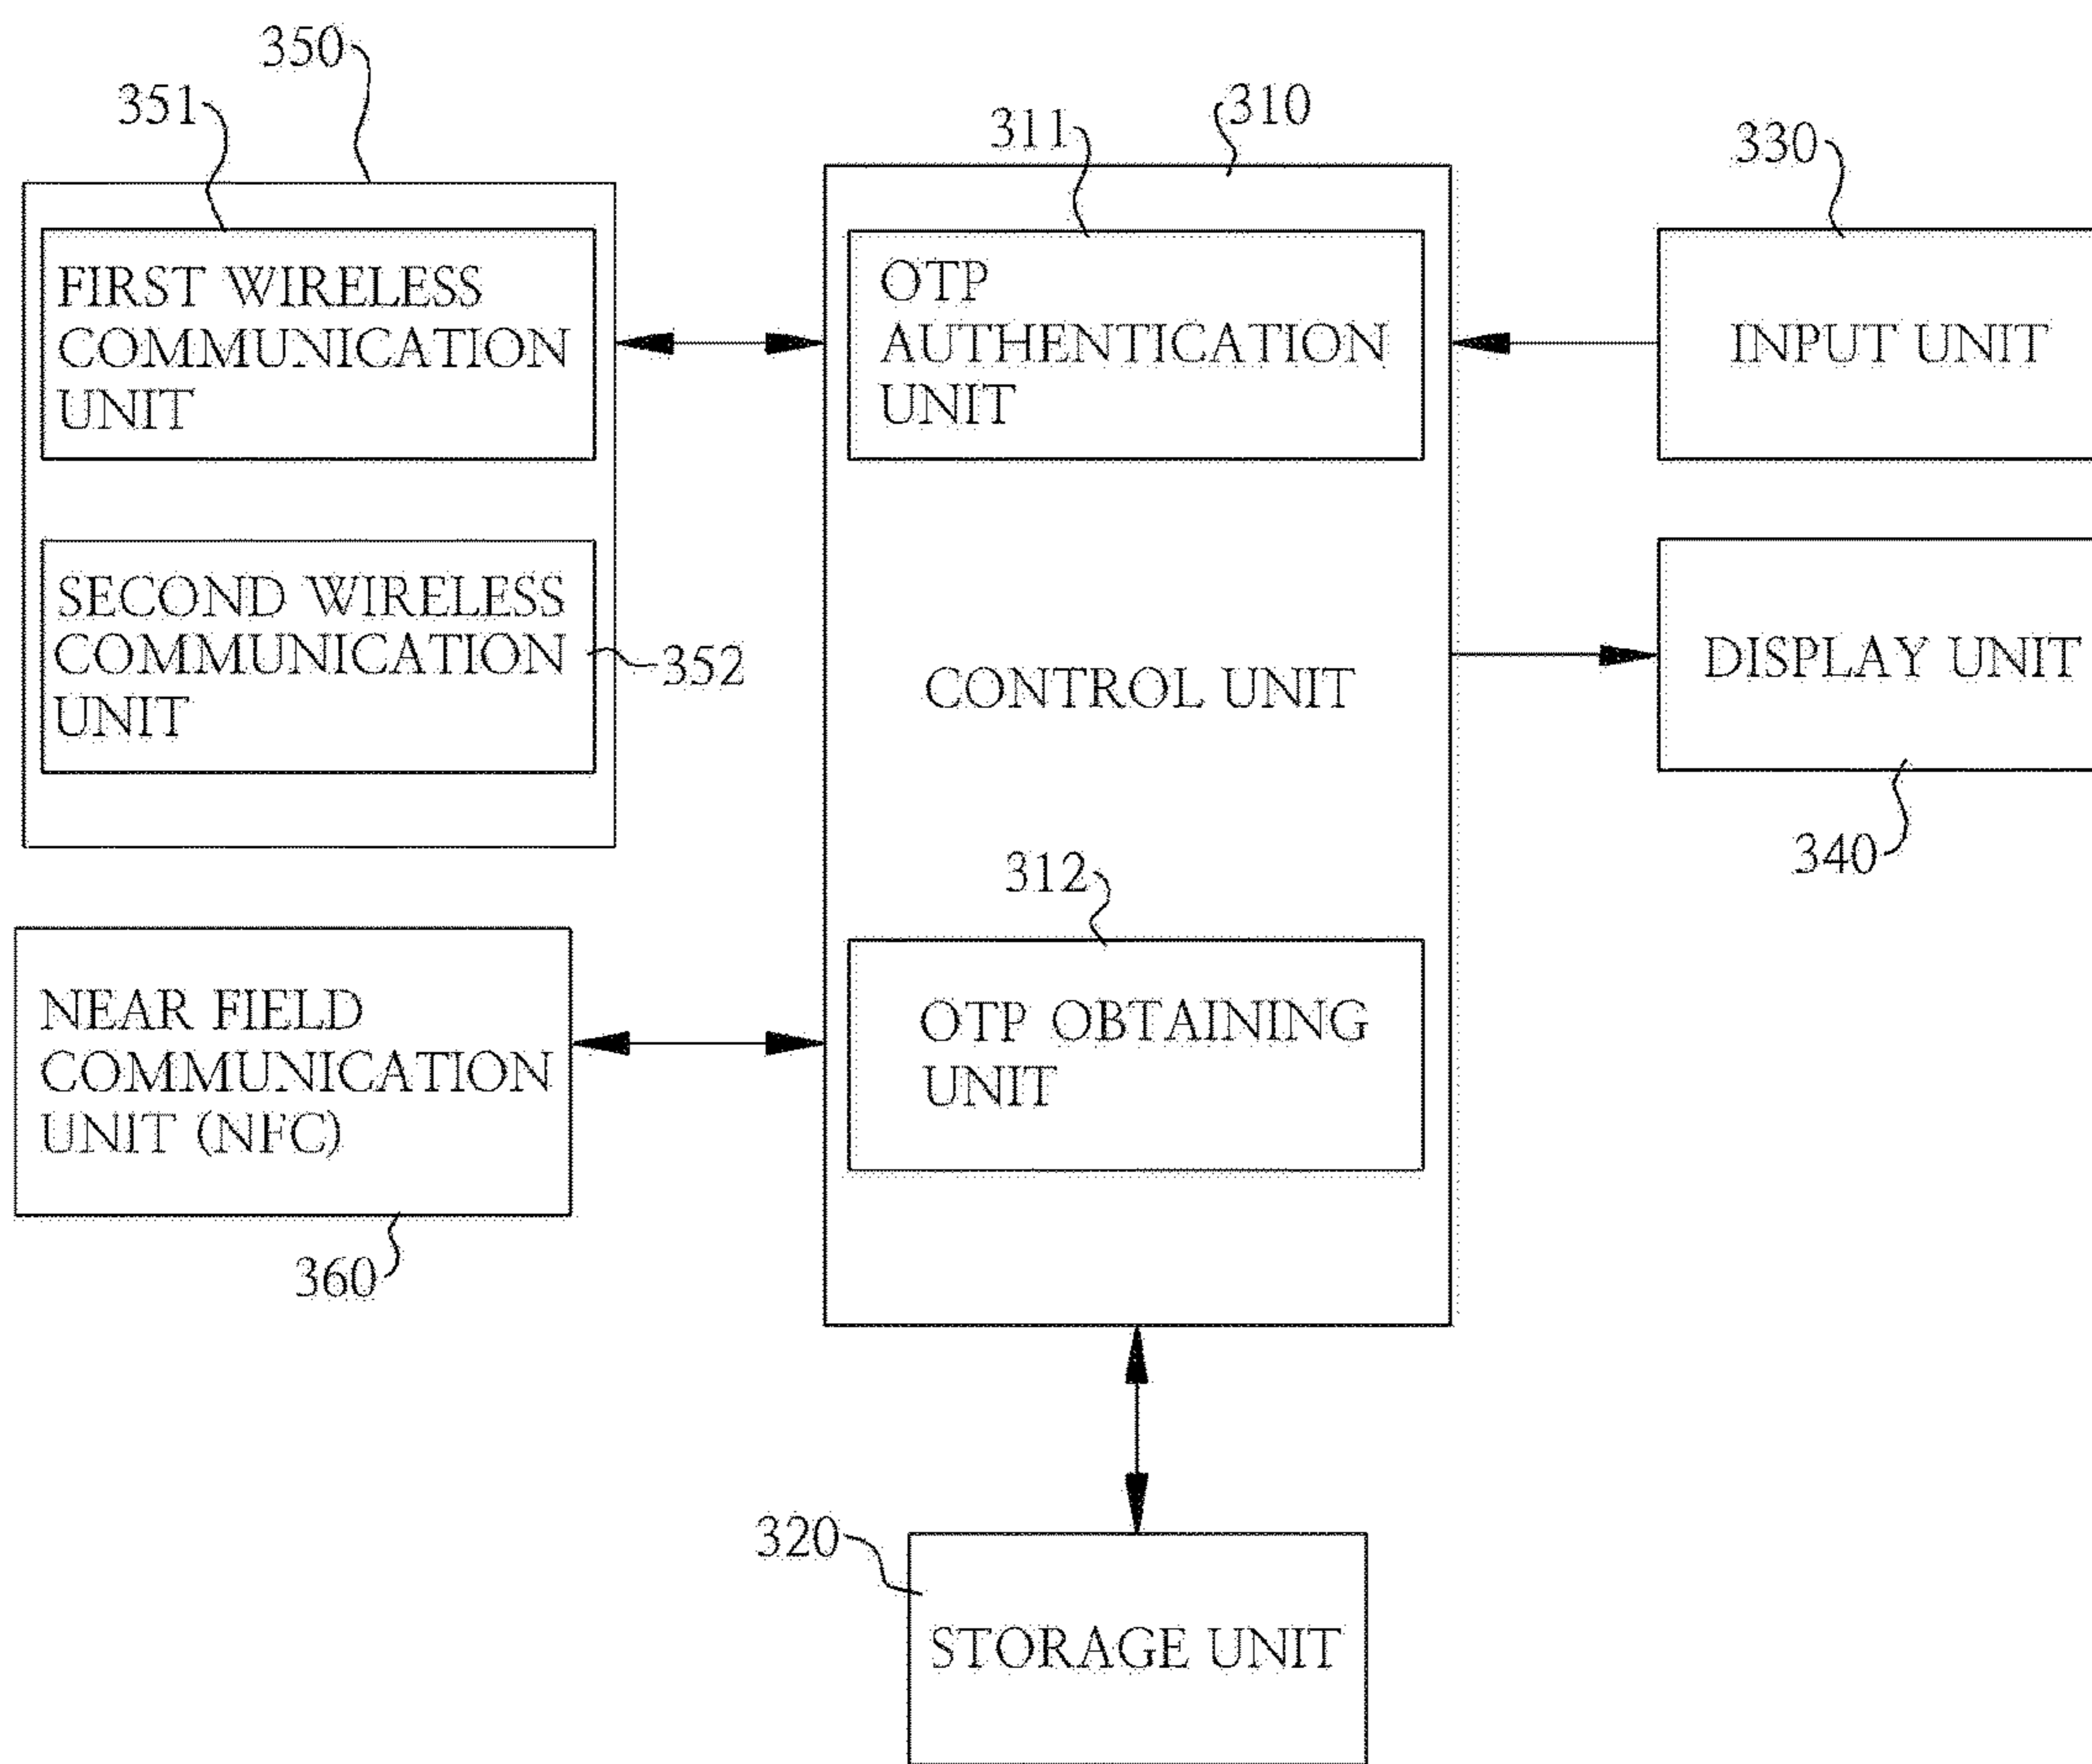 350
351
FIRST WIRELESS
COMMUNICATION
UNIT
SECOND WIRELESS
COMMUNICATION
UNIT
352
NEAR FIELD
COMMUNICATION
UNIT (NFC)
360
310
311
OTP
AUTHENTICATION
UNIT
CONTROL UNIT
312
OTP OBTAINING
UNIT
330
INPUT UNIT
DISPLAY UNIT
340
320
STORAGE UNIT